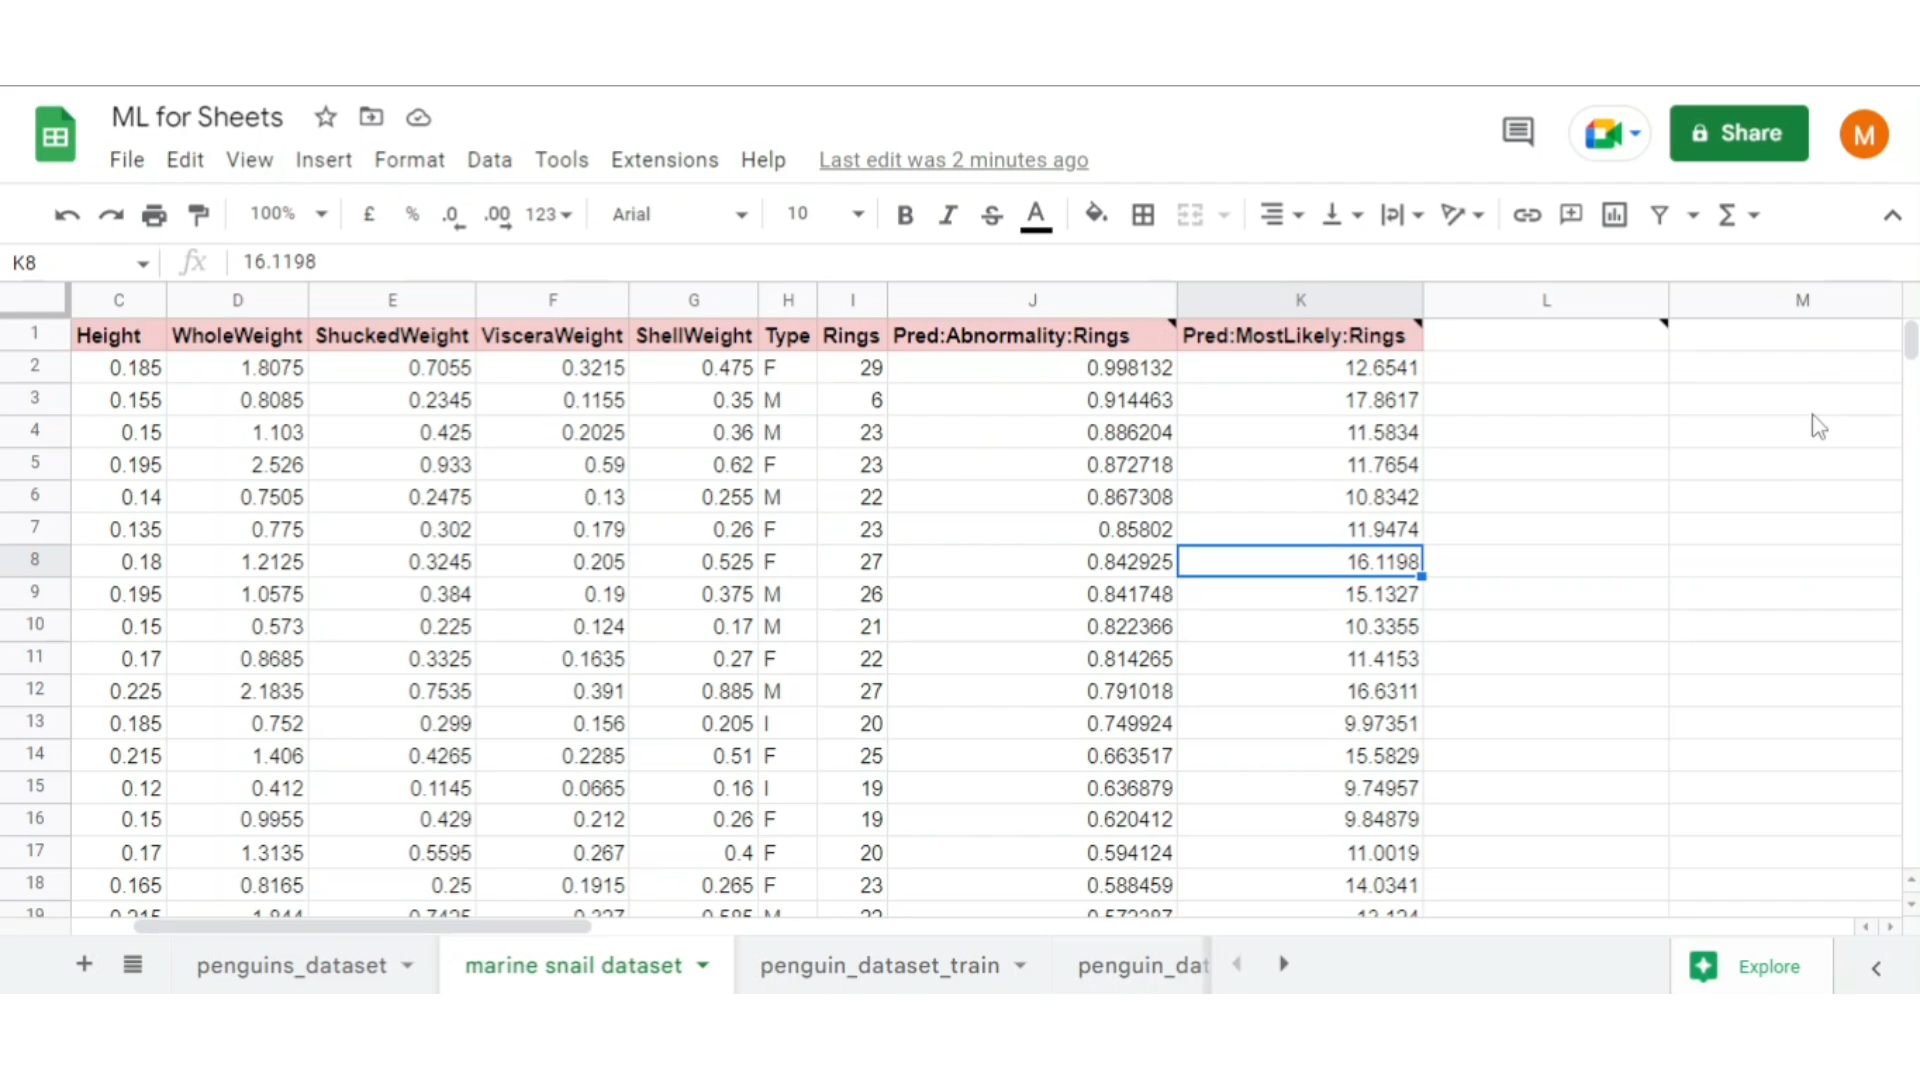 ML for Sheets
File Edit View Insert Format Data Tools Extensions Help Last edit was 2 minutes ago
Share
M
100% £ % .0 .00 123 Arial 10 B I S A
K8 fx 16.1198
C D E F G H I J K L M
1 Height WholeWeight ShuckedWeight VisceraWeight ShellWeight Type Rings Pred:Abnormality:Rings Pred:MostLikely:Rings
2 0.185 1.8075 0.7055 0.3215 0.475 F 29 0.998132 12.6541
3 0.155 0.8085 0.2345 0.1155 0.35 M 6 0.914463 17.8617
4 0.15 1.103 0.425 0.2025 0.36 M 23 0.886204 11.5834
5 0.195 2.526 0.933 0.59 0.62 F 23 0.872718 11.7654
6 0.14 0.7505 0.2475 0.13 0.255 M 22 0.867308 10.8342
7 0.135 0.775 0.302 0.179 0.26 F 23 0.85802 11.9474
8 0.18 1.2125 0.3245 0.205 0.525 F 27 0.842925 16.1198
9 0.195 1.0575 0.384 0.19 0.375 M 26 0.841748 15.1327
10 0.15 0.573 0.225 0.124 0.17 M 21 0.822366 10.3355
11 0.17 0.8685 0.3325 0.1635 0.27 F 22 0.814265 11.4153
12 0.225 2.1835 0.7535 0.391 0.885 M 27 0.791018 16.6311
13 0.185 0.752 0.299 0.156 0.205 I 20 0.749924 9.97351
14 0.215 1.406 0.4265 0.2285 0.51 F 25 0.663517 15.5829
15 0.12 0.412 0.1145 0.0665 0.16 I 19 0.636879 9.74957
16 0.15 0.9955 0.429 0.212 0.26 F 19 0.620412 9.84879
17 0.17 1.3135 0.5595 0.267 0.4 F 20 0.594124 11.0019
18 0.165 0.8165 0.25 0.1915 0.265 F 23 0.588459 14.0341
19
penguins_dataset marine snail dataset penguin_dataset_train penguin_dat
Explore